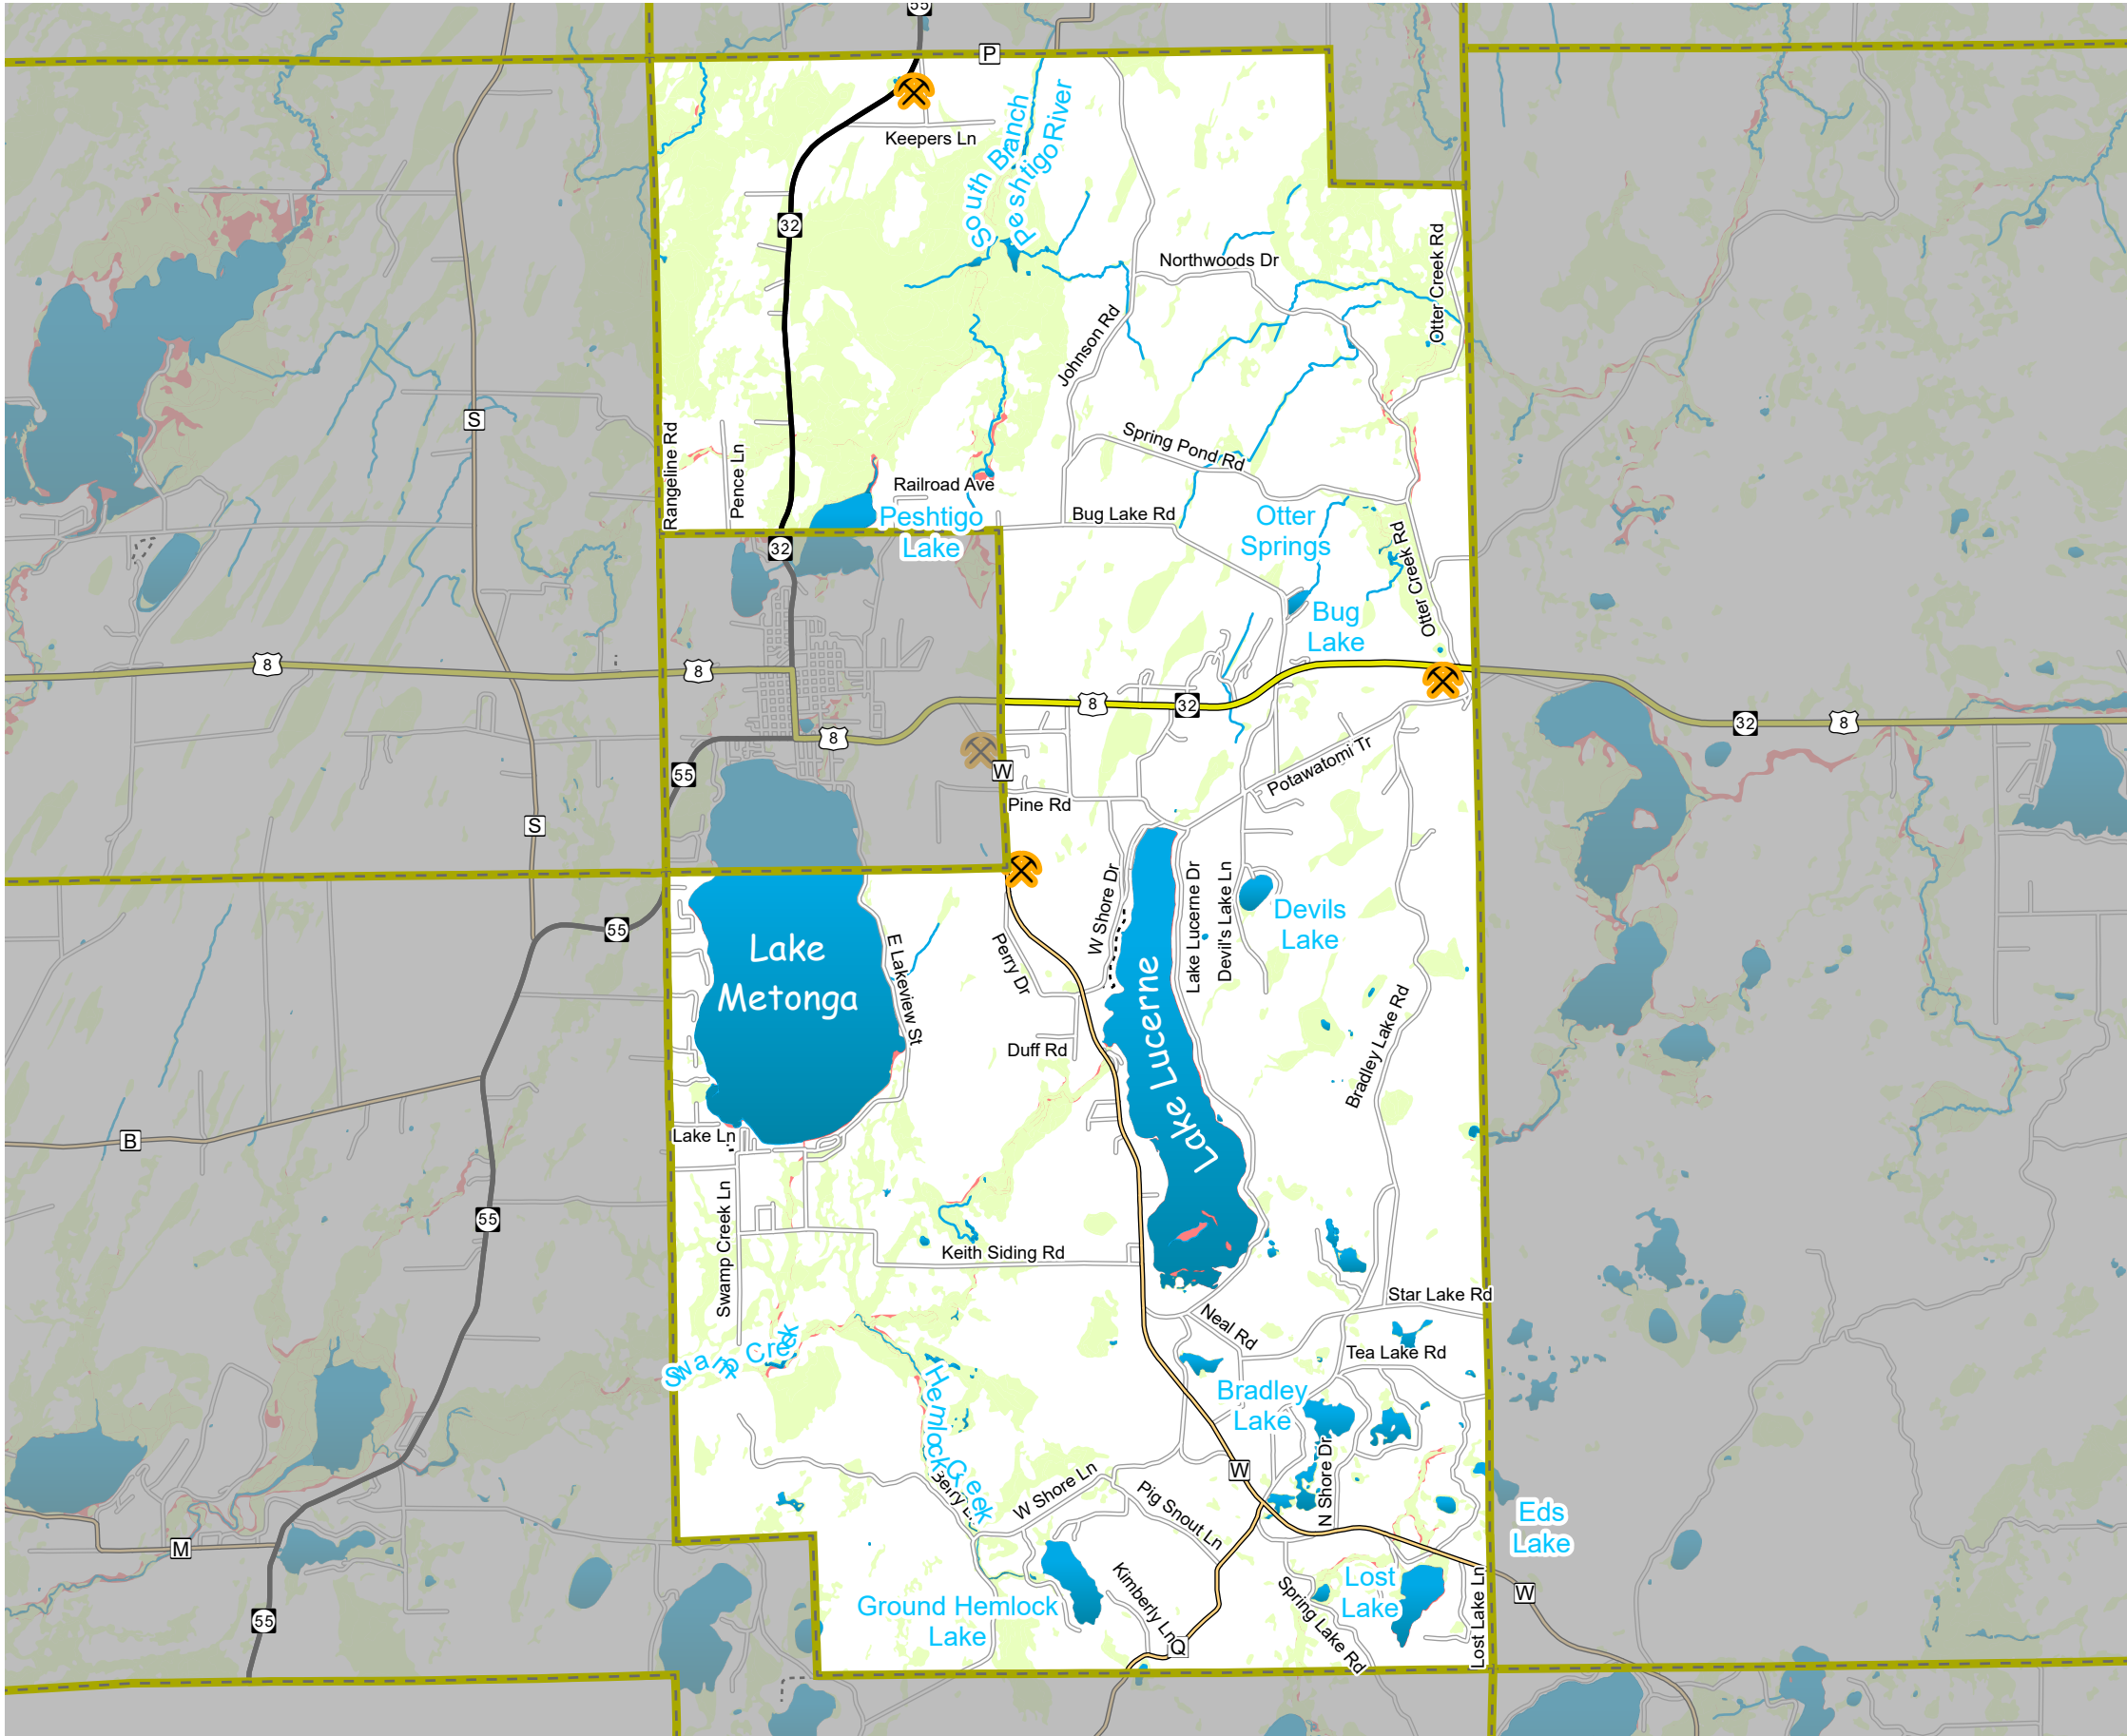 55
P
Keepers Ln
South Branch
Peshtigo River
32
Northwoods Dr
Otter Creek Rd
Johnson Rd
S
Spring Pond Rd
Rangeline Rd
Pence Ln
Railroad Ave
Peshtigo
Lake
Bug Lake Rd
Otter
Springs
32
Otter Creek Rd
Bug
Lake
8
8
8
32
8
32
8
55
W
Potawatomi Tr
Pine Rd
S
W Shore Dr
Lake Lucerne Dr
Devil's Lake Ln
Devils
Lake
55
Lake
Metonga
E Lakeview St
Perry Dr
Lake Lucerne
Bradley Lake Rd
Duff Rd
B
Lake Ln
55
Swamp Creek Ln
Keith Siding Rd
Star Lake Rd
Neal Rd
Swamp Creek
Tea Lake Rd
Hemlock Creek
Bradley
Lake
W
N Shore Dr
Berry Ln
W Shore Ln
Pig Snout Ln
Eds
Lake
M
Kimberly Ln
Lost
Lake
Spring Lake Rd
Lost Lake Ln
W
Ground Hemlock
Lake
55
Q